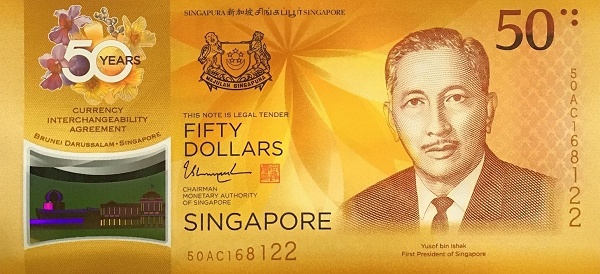 SINGAPURA 新加坡 சிங்கப்பூர் SINGAPORE
50
50 YEARS
CURRENCY
INTERCHANGEABILITY
AGREEMENT
BRUNEI DARUSSALAM · SINGAPORE
MAJULAH SINGAPURA
THIS NOTE IS LEGAL TENDER
FIFTY
DOLLARS
CHAIRMAN
MONETARY AUTHORITY
OF SINGAPORE
SINGAPORE
50AC168122
50AC168122
Yusof bin Ishak
First President of Singapore